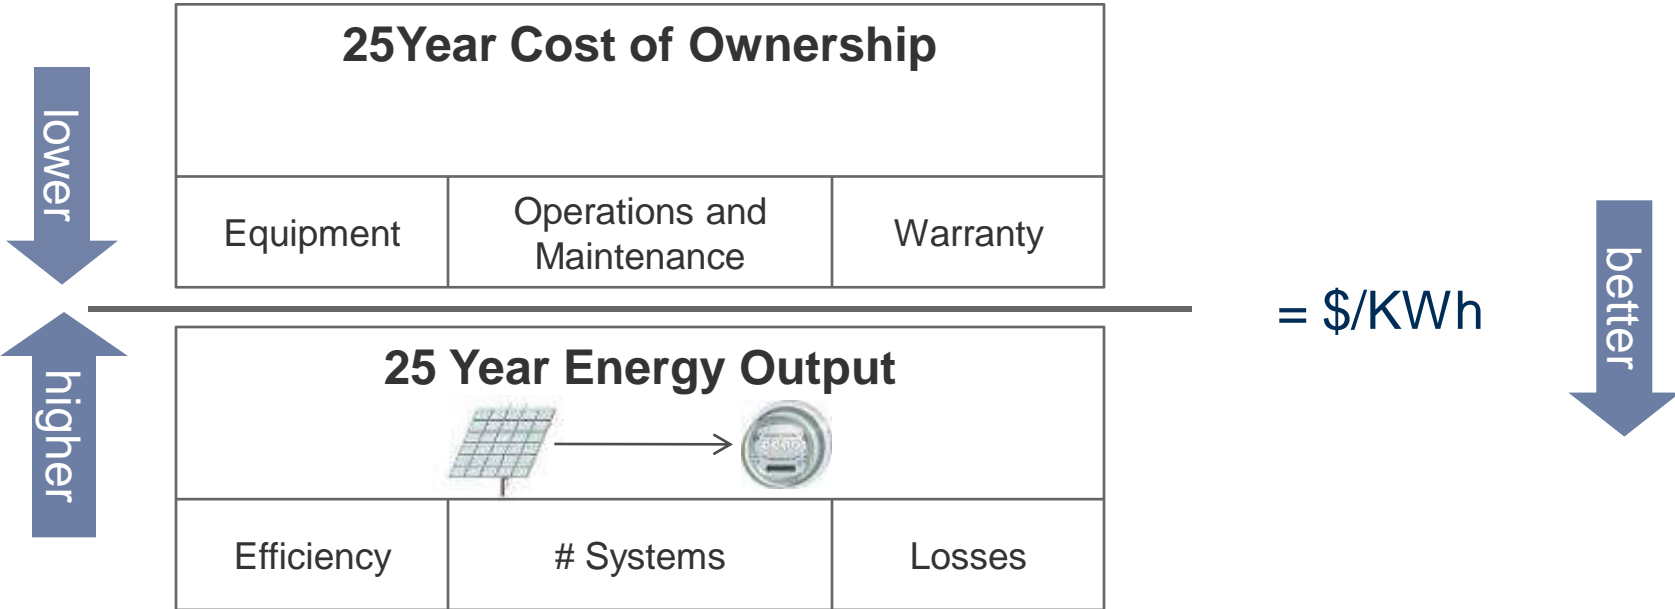 25Year Cost of Ownership
lower
Equipment
Operations and
Maintenance
Warranty
= $/KWh
better
higher
25 Year Energy Output
Efficiency
# Systems
Losses